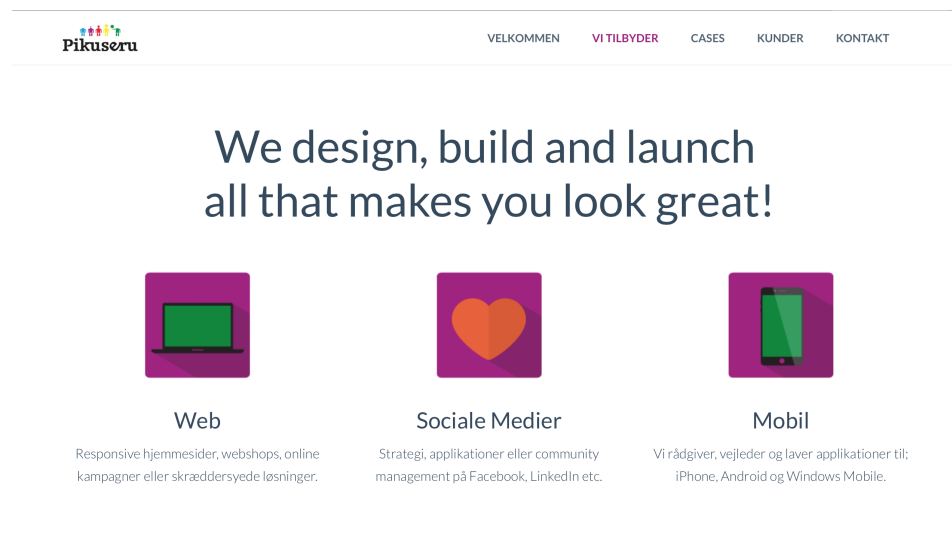 Pikuseru
VELKOMMEN VI TILBYDER CASES KUNDER KONTAKT
We design, build and launch
all that makes you look great!
Web
Responsive hjemmesider, webshops, online
kampagner eller skræddersyede løsninger.
Sociale Medier
Strategi, applikationer eller community
management på Facebook, LinkedIn etc.
Mobil
Vi rådgiver, vejleder og laver applikationer til;
iPhone, Android og Windows Mobile.